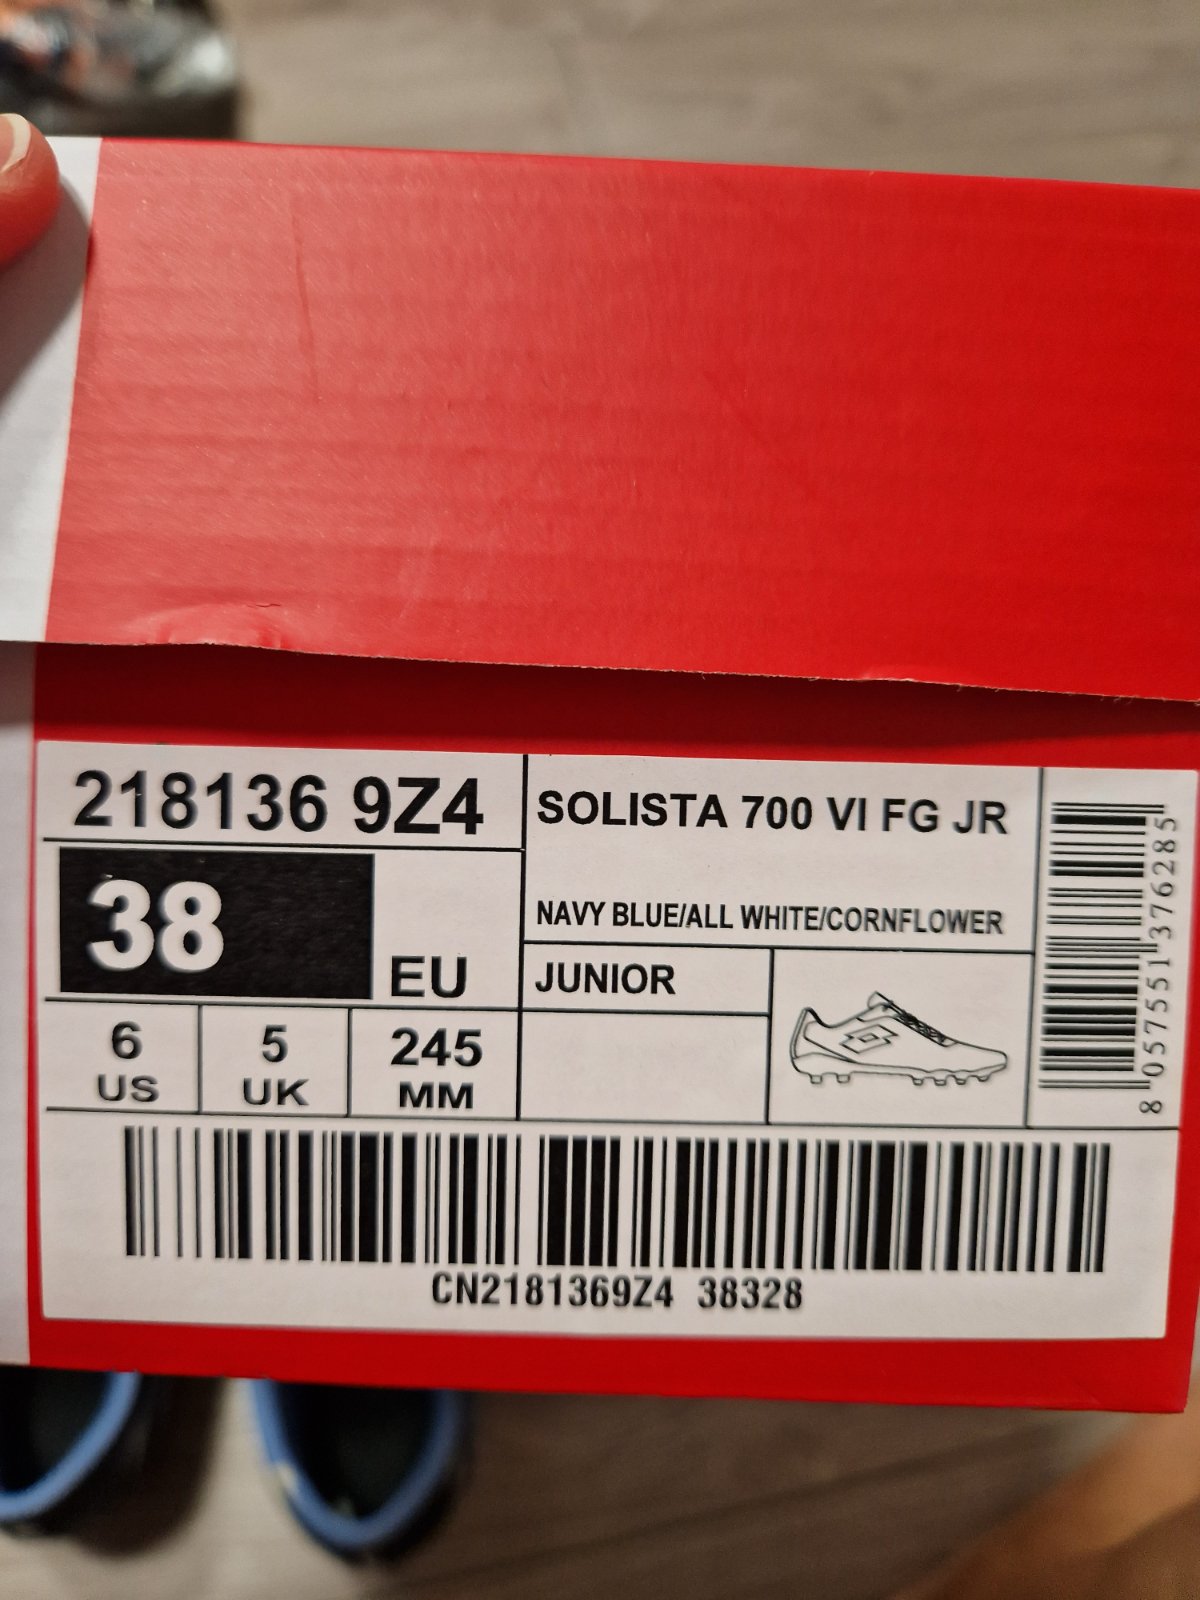 218136 9Z4
SOLISTA 700 VI FG JR
38
EU
NAVY BLUE/ALL WHITE/CORNFLOWER
JUNIOR
6
US
5
UK
245
MM
8 057551 376285
CN2181369Z4 38328